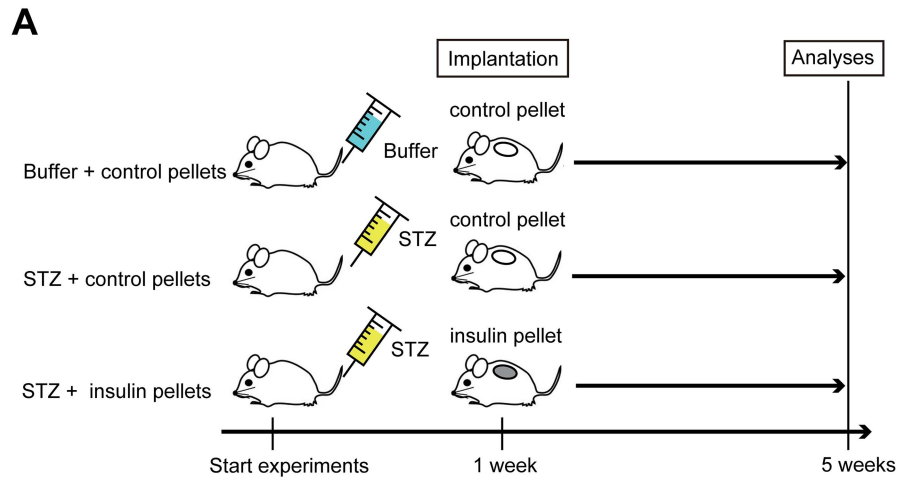 A
Implantation
Analyses
control pellet
Buffer + control pellets
Buffer
control pellet
STZ + control pellets
STZ
insulin pellet
STZ +  insulin pellets
STZ
Start experiments
1 week
5 weeks